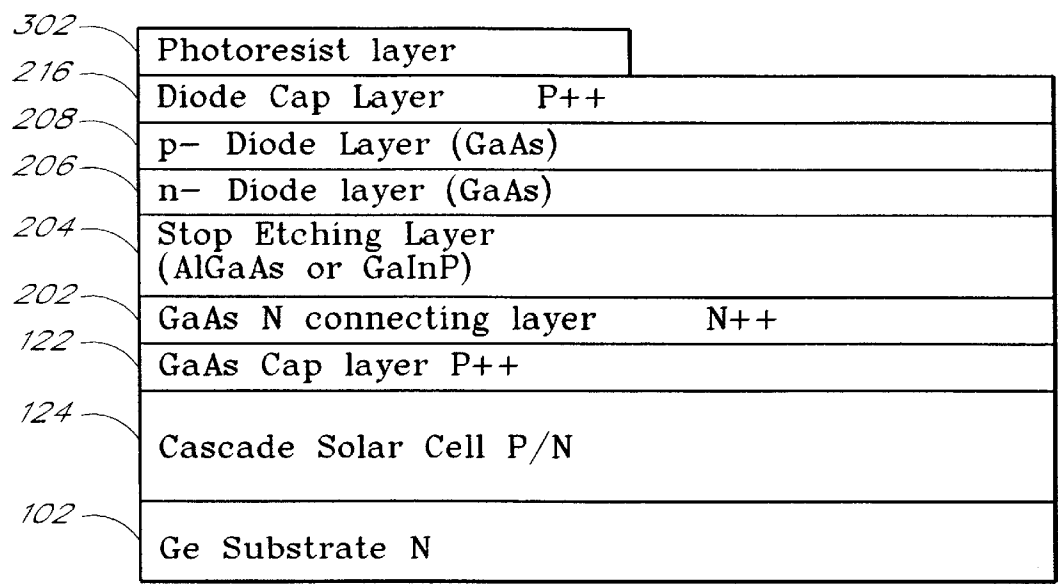 302
Photoresist layer
216
Diode Cap Layer P++
208
p- Diode Layer (GaAs)
206
n- Diode layer (GaAs)
204
Stop Etching Layer
(AlGaAs or GaInP)
202
GaAs N connecting layer N++
122
GaAs Cap layer P++
124
Cascade Solar Cell P/N
102
Ge Substrate N